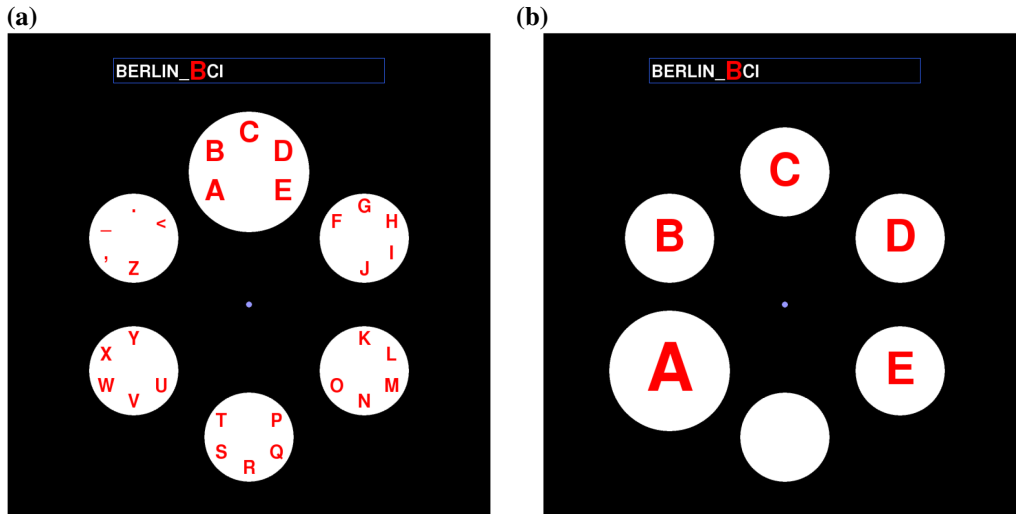 (a)
BERLIN_BCI
C
B D
A E
.
_ <
,
Z
G
F H
I
J
Y
X
W U
V
K
L
O M
N
T P
S Q
R
(b)
BERLIN_BCI
C
B D
A E